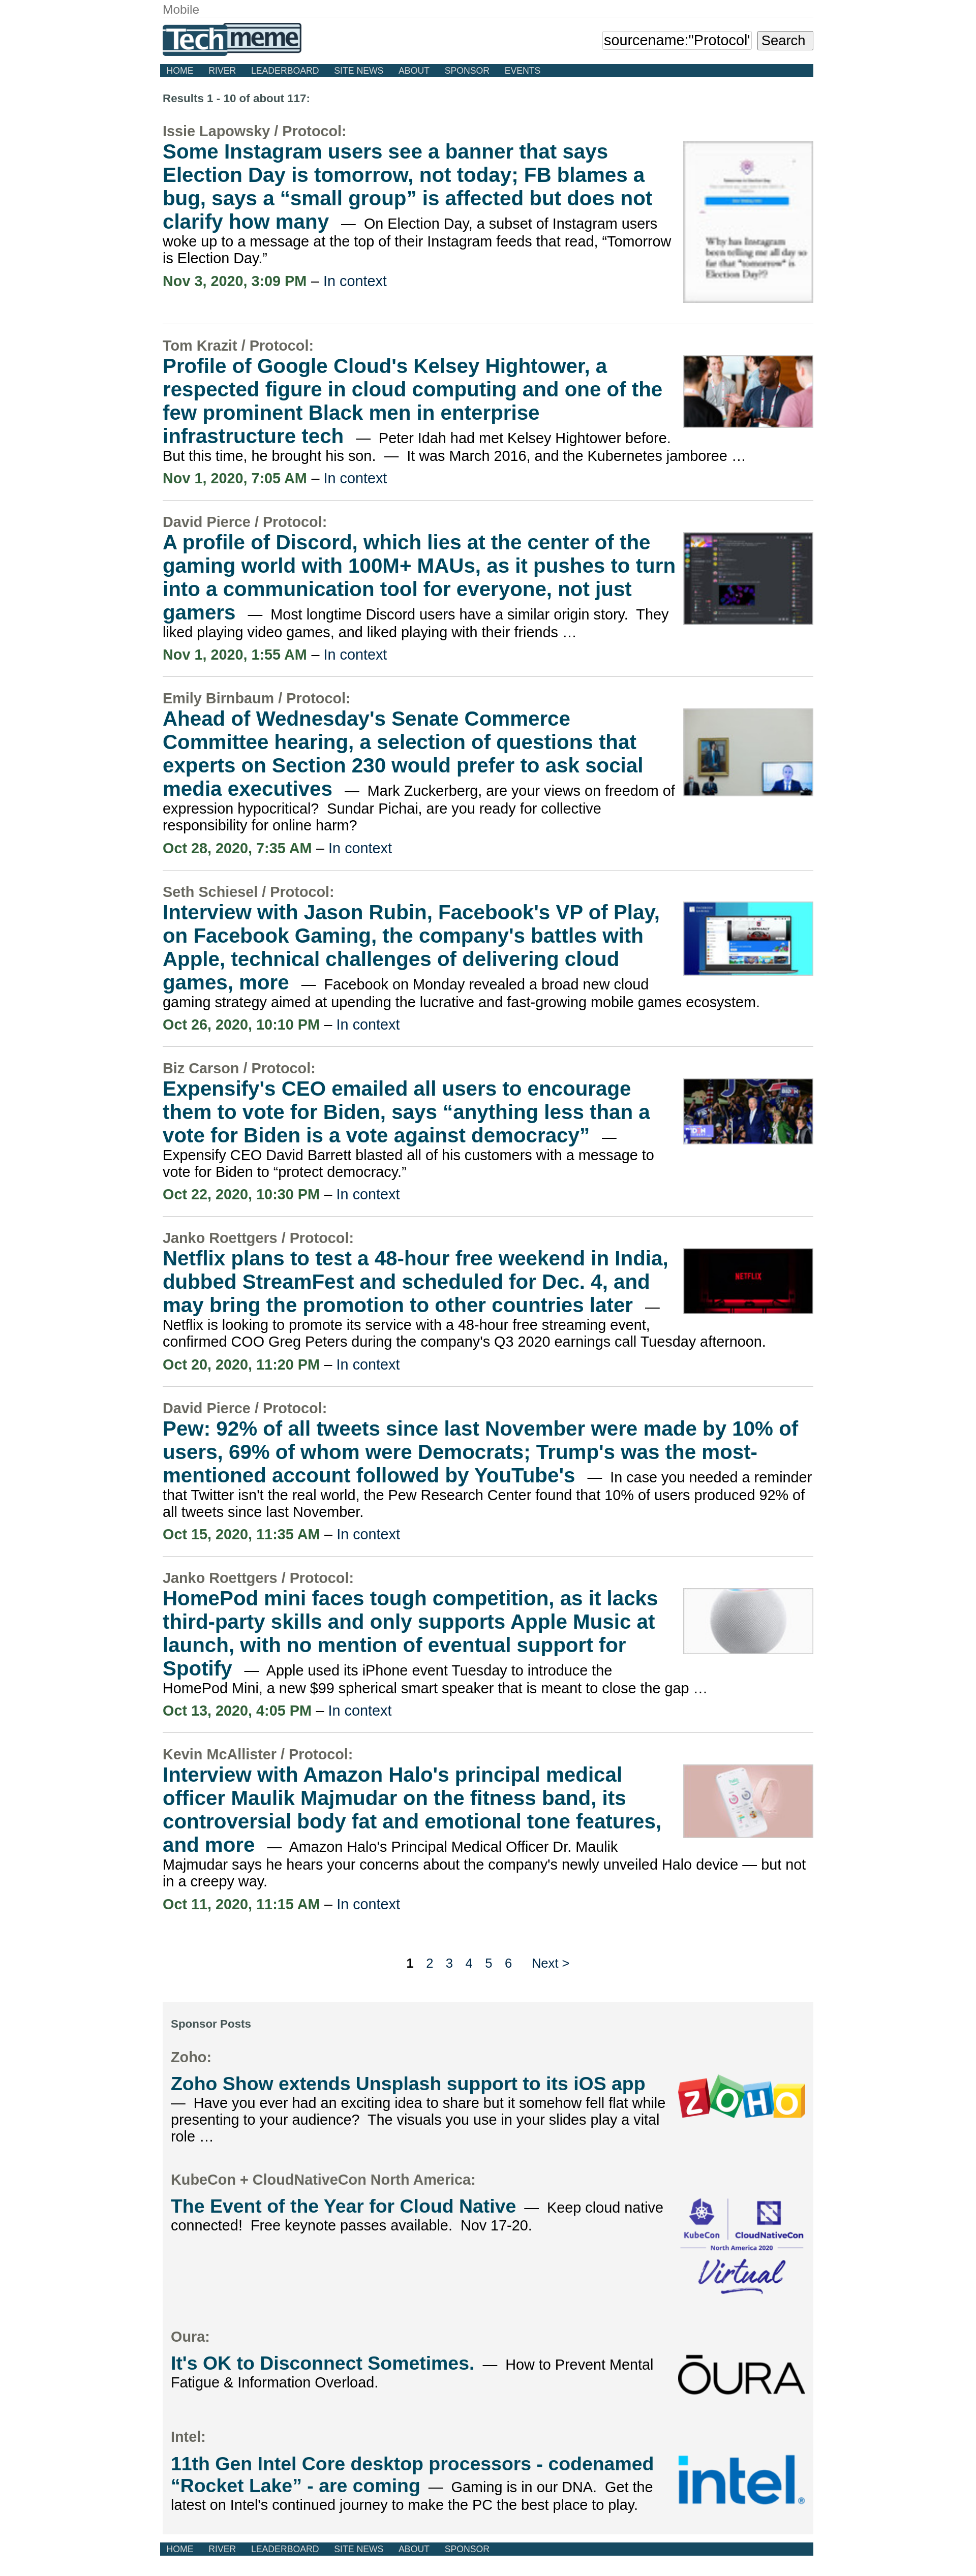 Mobile
Techmeme
sourcename:"Protocol"
Search
HOME RIVER LEADERBOARD SITE NEWS ABOUT SPONSOR EVENTS
Results 1 - 10 of about 117:
Issie Lapowsky / Protocol:
Some Instagram users see a banner that says
Election Day is tomorrow, not today; FB blames a
bug, says a “small group” is affected but does not
clarify how many — On Election Day, a subset of Instagram users
woke up to a message at the top of their Instagram feeds that read, “Tomorrow
is Election Day.”
Nov 3, 2020, 3:09 PM – In context
Why has Instagram
been telling me all day so
far that "tomorrow" is
Election Day??
Tom Krazit / Protocol:
Profile of Google Cloud's Kelsey Hightower, a
respected figure in cloud computing and one of the
few prominent Black men in enterprise
infrastructure tech — Peter Idah had met Kelsey Hightower before.
But this time, he brought his son. — It was March 2016, and the Kubernetes jamboree …
Nov 1, 2020, 7:05 AM – In context
David Pierce / Protocol:
A profile of Discord, which lies at the center of the
gaming world with 100M+ MAUs, as it pushes to turn
into a communication tool for everyone, not just
gamers — Most longtime Discord users have a similar origin story. They
liked playing video games, and liked playing with their friends …
Nov 1, 2020, 1:55 AM – In context
Emily Birnbaum / Protocol:
Ahead of Wednesday's Senate Commerce
Committee hearing, a selection of questions that
experts on Section 230 would prefer to ask social
media executives — Mark Zuckerberg, are your views on freedom of
expression hypocritical? Sundar Pichai, are you ready for collective
responsibility for online harm?
Oct 28, 2020, 7:35 AM – In context
Seth Schiesel / Protocol:
Interview with Jason Rubin, Facebook's VP of Play,
on Facebook Gaming, the company's battles with
Apple, technical challenges of delivering cloud
games, more — Facebook on Monday revealed a broad new cloud
gaming strategy aimed at upending the lucrative and fast-growing mobile games ecosystem.
Oct 26, 2020, 10:10 PM – In context
Biz Carson / Protocol:
Expensify's CEO emailed all users to encourage
them to vote for Biden, says “anything less than a
vote for Biden is a vote against democracy” —
Expensify CEO David Barrett blasted all of his customers with a message to
vote for Biden to “protect democracy.”
Oct 22, 2020, 10:30 PM – In context
Janko Roettgers / Protocol:
Netflix plans to test a 48-hour free weekend in India,
dubbed StreamFest and scheduled for Dec. 4, and
may bring the promotion to other countries later —
Netflix is looking to promote its service with a 48-hour free streaming event,
confirmed COO Greg Peters during the company's Q3 2020 earnings call Tuesday afternoon.
Oct 20, 2020, 11:20 PM – In context
NETFLIX
David Pierce / Protocol:
Pew: 92% of all tweets since last November were made by 10% of
users, 69% of whom were Democrats; Trump's was the most-
mentioned account followed by YouTube's — In case you needed a reminder
that Twitter isn't the real world, the Pew Research Center found that 10% of users produced 92% of
all tweets since last November.
Oct 15, 2020, 11:35 AM – In context
Janko Roettgers / Protocol:
HomePod mini faces tough competition, as it lacks
third-party skills and only supports Apple Music at
launch, with no mention of eventual support for
Spotify — Apple used its iPhone event Tuesday to introduce the
HomePod Mini, a new $99 spherical smart speaker that is meant to close the gap …
Oct 13, 2020, 4:05 PM – In context
Kevin McAllister / Protocol:
Interview with Amazon Halo's principal medical
officer Maulik Majmudar on the fitness band, its
controversial body fat and emotional tone features,
and more — Amazon Halo's Principal Medical Officer Dr. Maulik
Majmudar says he hears your concerns about the company's newly unveiled Halo device — but not
in a creepy way.
Oct 11, 2020, 11:15 AM – In context
1 2 3 4 5 6 Next >
Sponsor Posts
Zoho:
Zoho Show extends Unsplash support to its iOS app
— Have you ever had an exciting idea to share but it somehow fell flat while
presenting to your audience? The visuals you use in your slides play a vital
role …
ZOHO
KubeCon + CloudNativeCon North America:
The Event of the Year for Cloud Native — Keep cloud native
connected! Free keynote passes available. Nov 17-20.
KubeCon CloudNativeCon
North America 2020
Virtual
Oura:
It's OK to Disconnect Sometimes. — How to Prevent Mental
Fatigue & Information Overload.
ŌURA
Intel:
11th Gen Intel Core desktop processors - codenamed
“Rocket Lake” - are coming — Gaming is in our DNA. Get the
latest on Intel's continued journey to make the PC the best place to play.
intel®
HOME RIVER LEADERBOARD SITE NEWS ABOUT SPONSOR